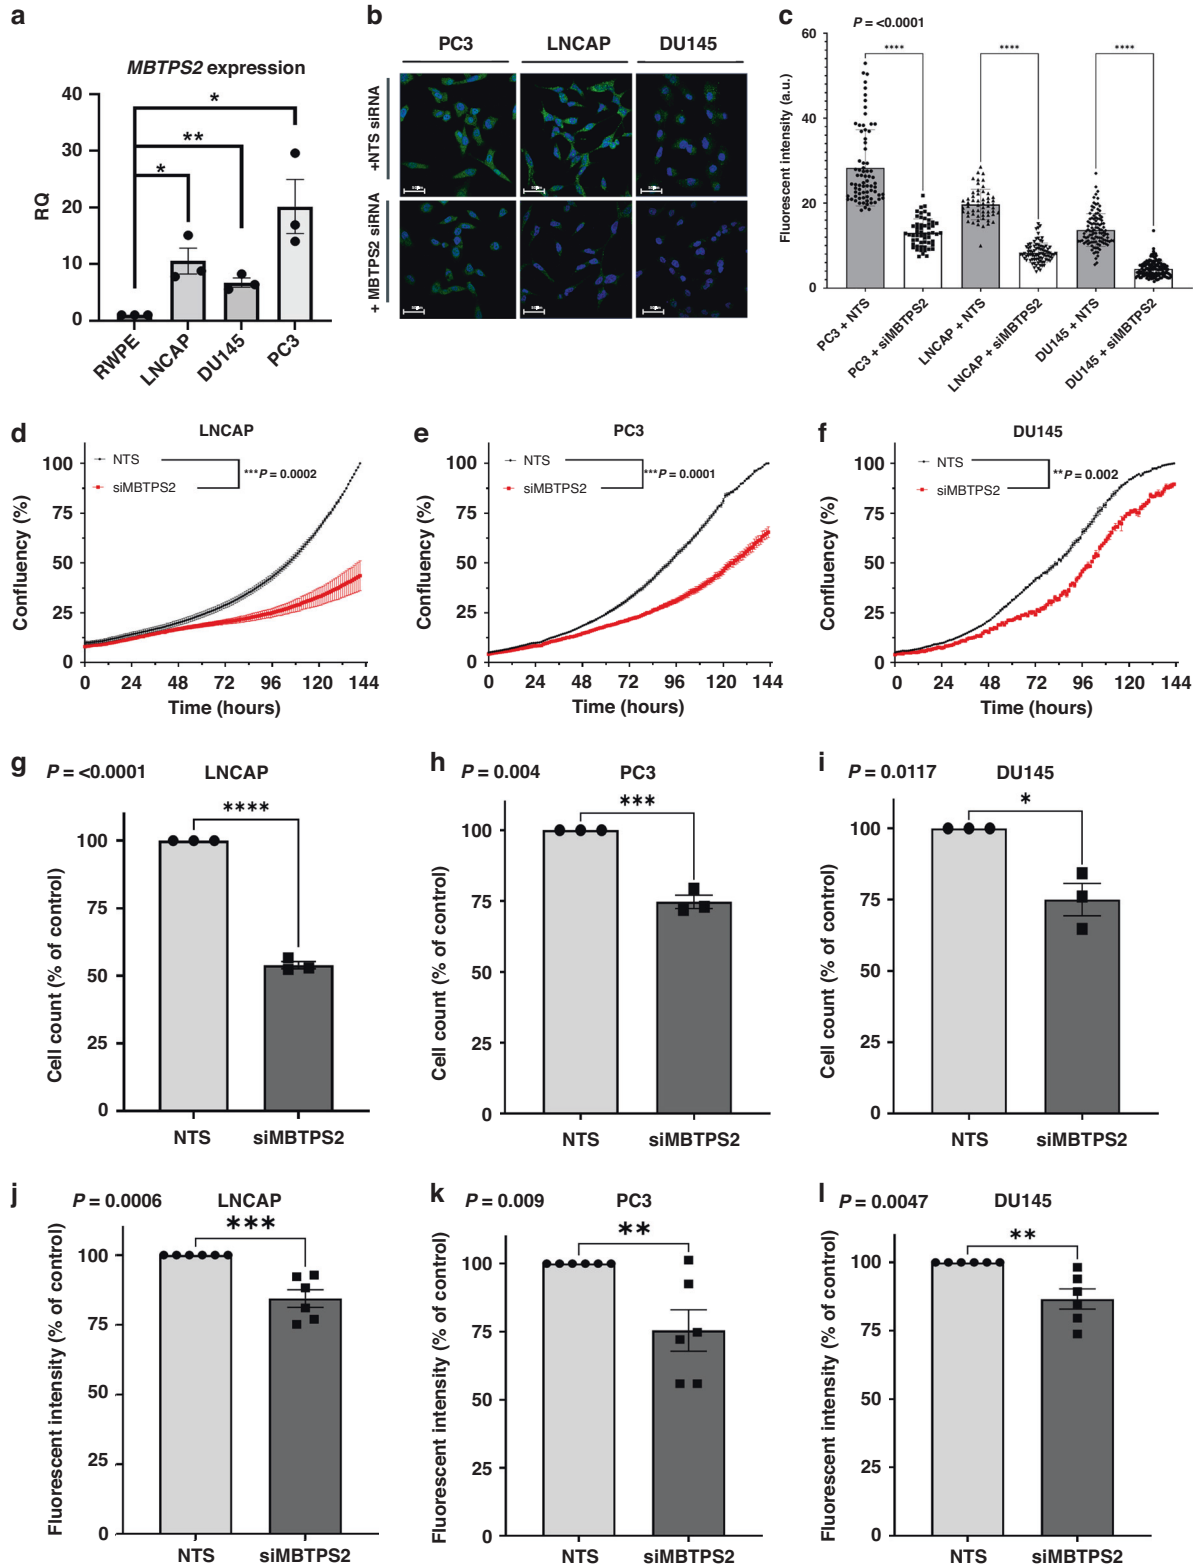 a
MBTPS2 expression
RQ
40
30
20
10
0
*
**
*
RWPE
LNCAP
DU145
PC3
b
PC3
LNCAP
DU145
+NTS siRNA
+ MBTPS2 siRNA
c
P = <0.0001
Fluorescent intensity (a.u.)
60
40
20
0
****
****
****
PC3 + NTS
PC3 + siMBTPS2
LNCAP + NTS
LNCAP + siMBTPS2
DU145 + NTS
DU145 + siMBTPS2
d
LNCAP
NTS
siMBTPS2
***P = 0.0002
Confluency (%)
100
75
50
25
0
0 24 48 72 96 120 144
Time (hours)
e
PC3
NTS
siMBTPS2
***P = 0.0001
Confluency (%)
100
75
50
25
0
0 24 48 72 96 120 144
Time (hours)
f
DU145
NTS
siMBTPS2
**P = 0.002
Confluency (%)
100
75
50
25
0
0 24 48 72 96 120 144
Time (hours)
g
P = <0.0001
LNCAP
****
Cell count (% of control)
100
75
50
25
0
NTS
siMBTPS2
h
P = 0.004
PC3
***
Cell count (% of control)
100
75
50
25
0
NTS
siMBTPS2
i
P = 0.0117
DU145
*
Cell count (% of control)
100
75
50
25
0
NTS
siMBTPS2
j
P = 0.0006
LNCAP
***
Fluorescent intensity (% of control)
100
75
50
25
0
NTS
siMBTPS2
k
P = 0.009
PC3
**
Fluorescent intensity (% of control)
100
75
50
25
0
NTS
siMBTPS2
l
P = 0.0047
DU145
**
Fluorescent intensity (% of control)
100
75
50
25
0
NTS
siMBTPS2